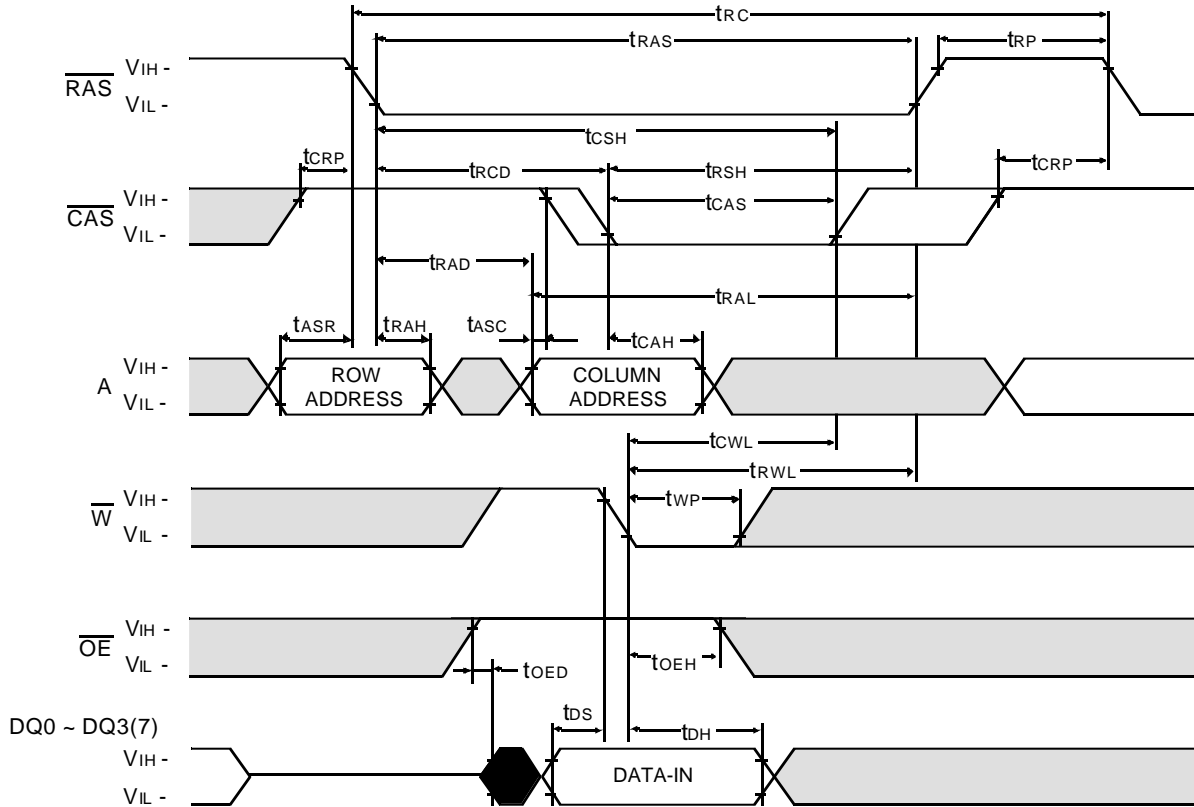 tRC
tRAS
tRP
RAS
VIH -
VIL -
tCSH
tCRP
tRCD
tRSH
tCRP
CAS
VIH -
VIL -
tCAS
tRAD
tRAL
tASR
tRAH
tASC
tCAH
A
VIH -
VIL -
ROW
ADDRESS
COLUMN
ADDRESS
tCWL
tRWL
W
VIH -
VIL -
tWP
OE
VIH -
VIL -
tOED
tOEH
DQ0 ~ DQ3(7)
tDS
tDH
VIH -
VIL -
DATA-IN